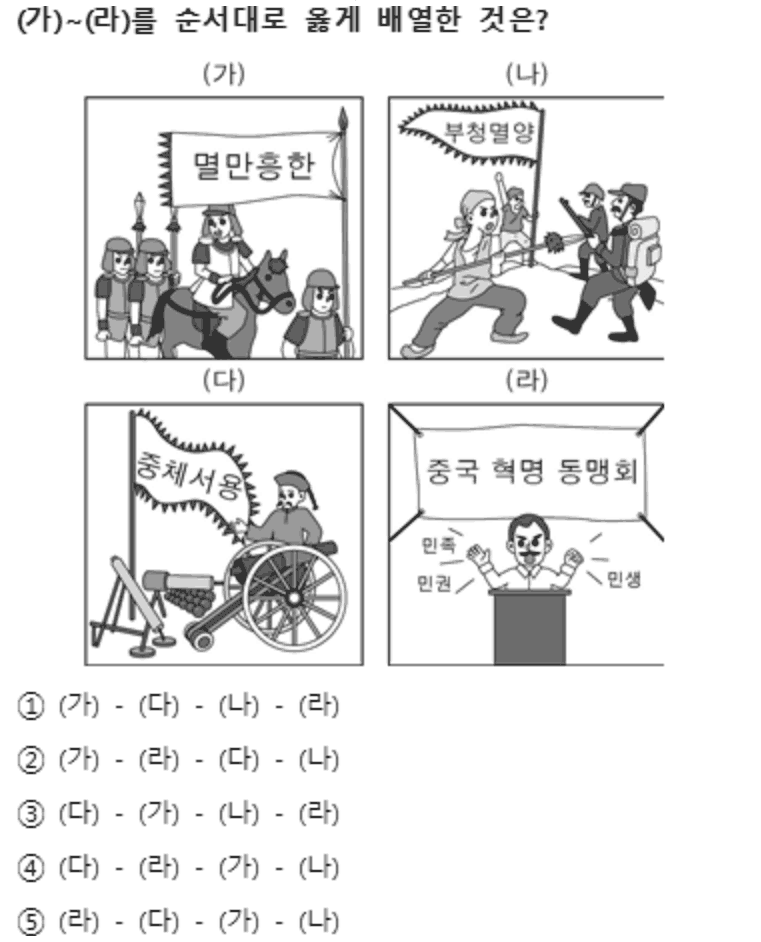 (가)~(라)를 순서대로 옳게 배열한 것은?
(가)
(나)
멸만흥한
부청멸양
(다)
(라)
중체서용
중국 혁명 동맹회
민족
민권
민생
① (가) - (다) - (나) - (라)
② (가) - (라) - (다) - (나)
③ (다) - (가) - (나) - (라)
④ (다) - (라) - (가) - (나)
⑤ (라) - (다) - (가) - (나)